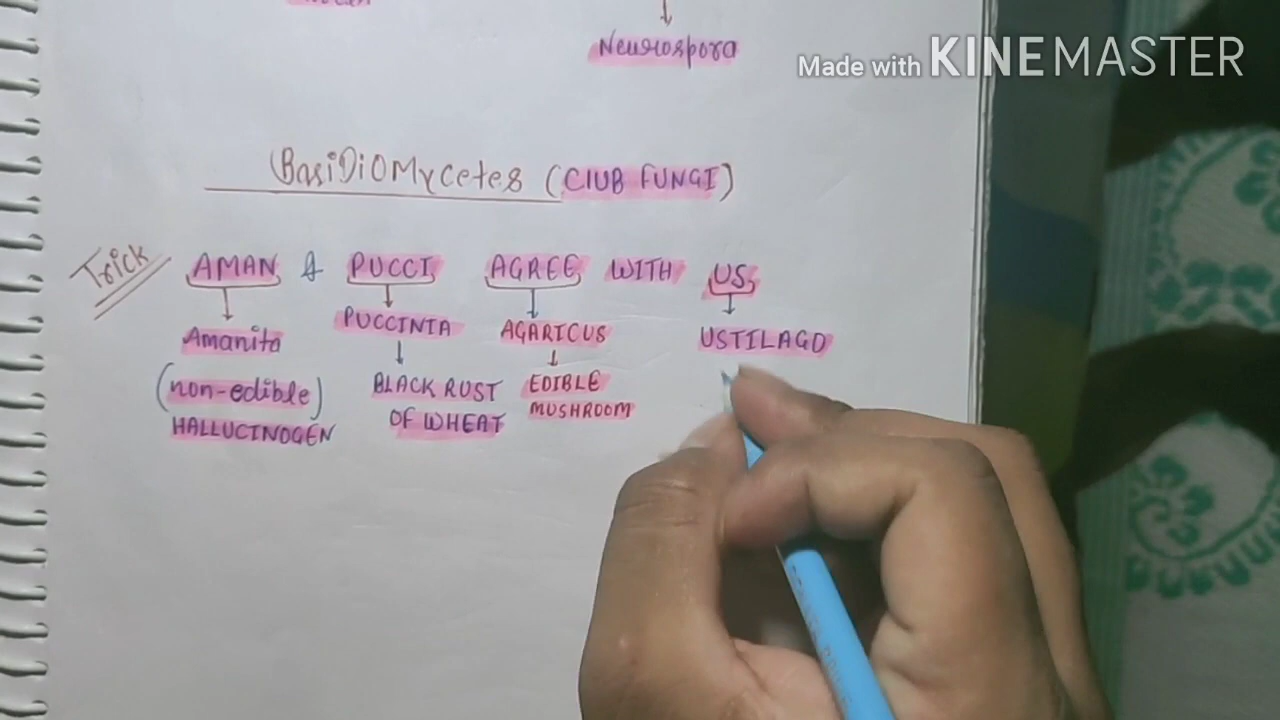 Neurospora
Made with KINEMASTER
BasiDiOMycetes (ClUB FUNGI)
Trick
AMAN & PUCCI AGREE WITH US
Amanita PUCCINIA AGARICUS USTILAGO
(non-edible) BLACK RUST EDIBLE
HALLUCINOGEN OF WHEAT MUSHROOM